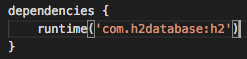 dependencies {
    runtime('com.h2database:h2')
}